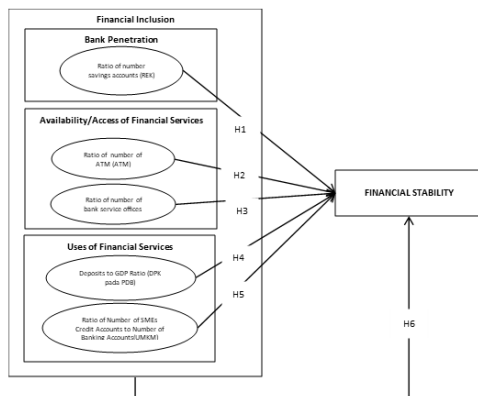 Financial Inclusion
Bank Penetration
Ratio of number
savings accounts (REK)
H1
Availability/Access of Financial Services
Ratio of number of
ATM (ATM)
H2
Ratio of number of
bank service offices
H3
FINANCIAL STABILITY
Uses of Financial Services
Deposits to GDP Ratio (DPK
pada PDB)
H4
Ratio of Number of SMIEs
Credit Accounts to Number of
Banking Accounts(UMKM)
H5
H6